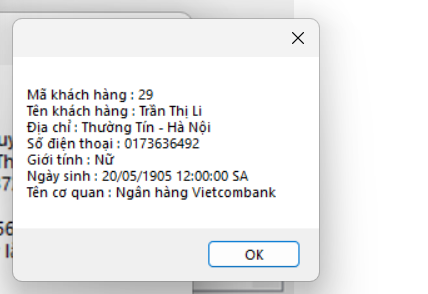 Mã khách hàng : 29
Tên khách hàng : Trần Thị Li
Địa chỉ : Thường Tín - Hà Nội
Số điện thoại : 0173636492
Giới tính : Nữ
Ngày sinh : 20/05/1905 12:00:00 SA
Tên cơ quan : Ngân hàng Vietcombank
OK